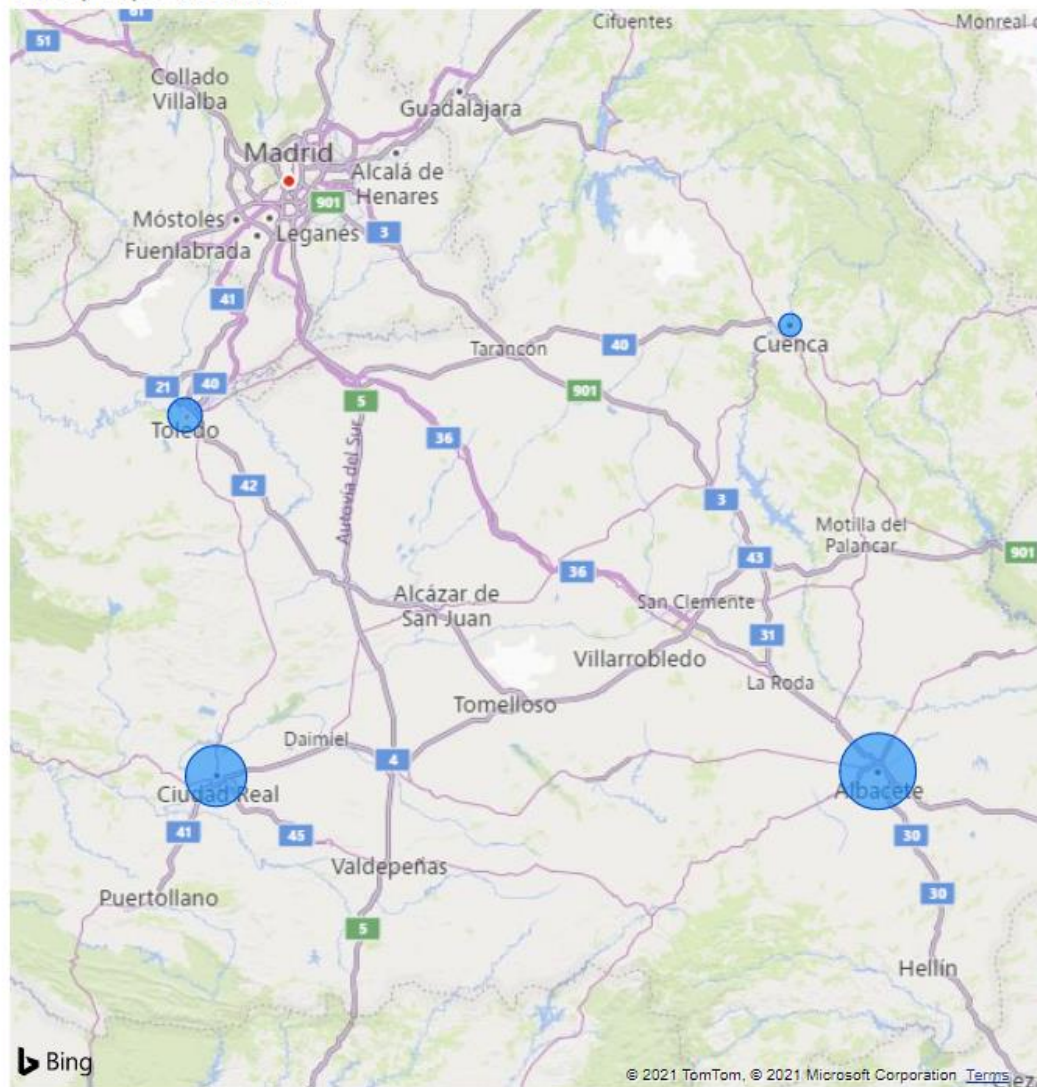 51
Cifuentes
Collado
Villalba
Guadalajara
Madrid
Alcalá de
Henares
901
Móstoles
Leganés
3
Fuenlabrada
41
Tarancón
40
Cuenca
21
40
5
901
Toledo
36
42
Autovía del Sur
3
Motilla del
Palancar
43
901
36
Alcázar de
San Juan
San Clemente
31
Villarrobledo
La Roda
Tomelloso
Daimiel
4
Ciudad Real
Albacete
41
45
30
Valdepeñas
Puertollano
30
5
Hellín
Bing
© 2021 TomTom, © 2021 Microsoft Corporation Terms